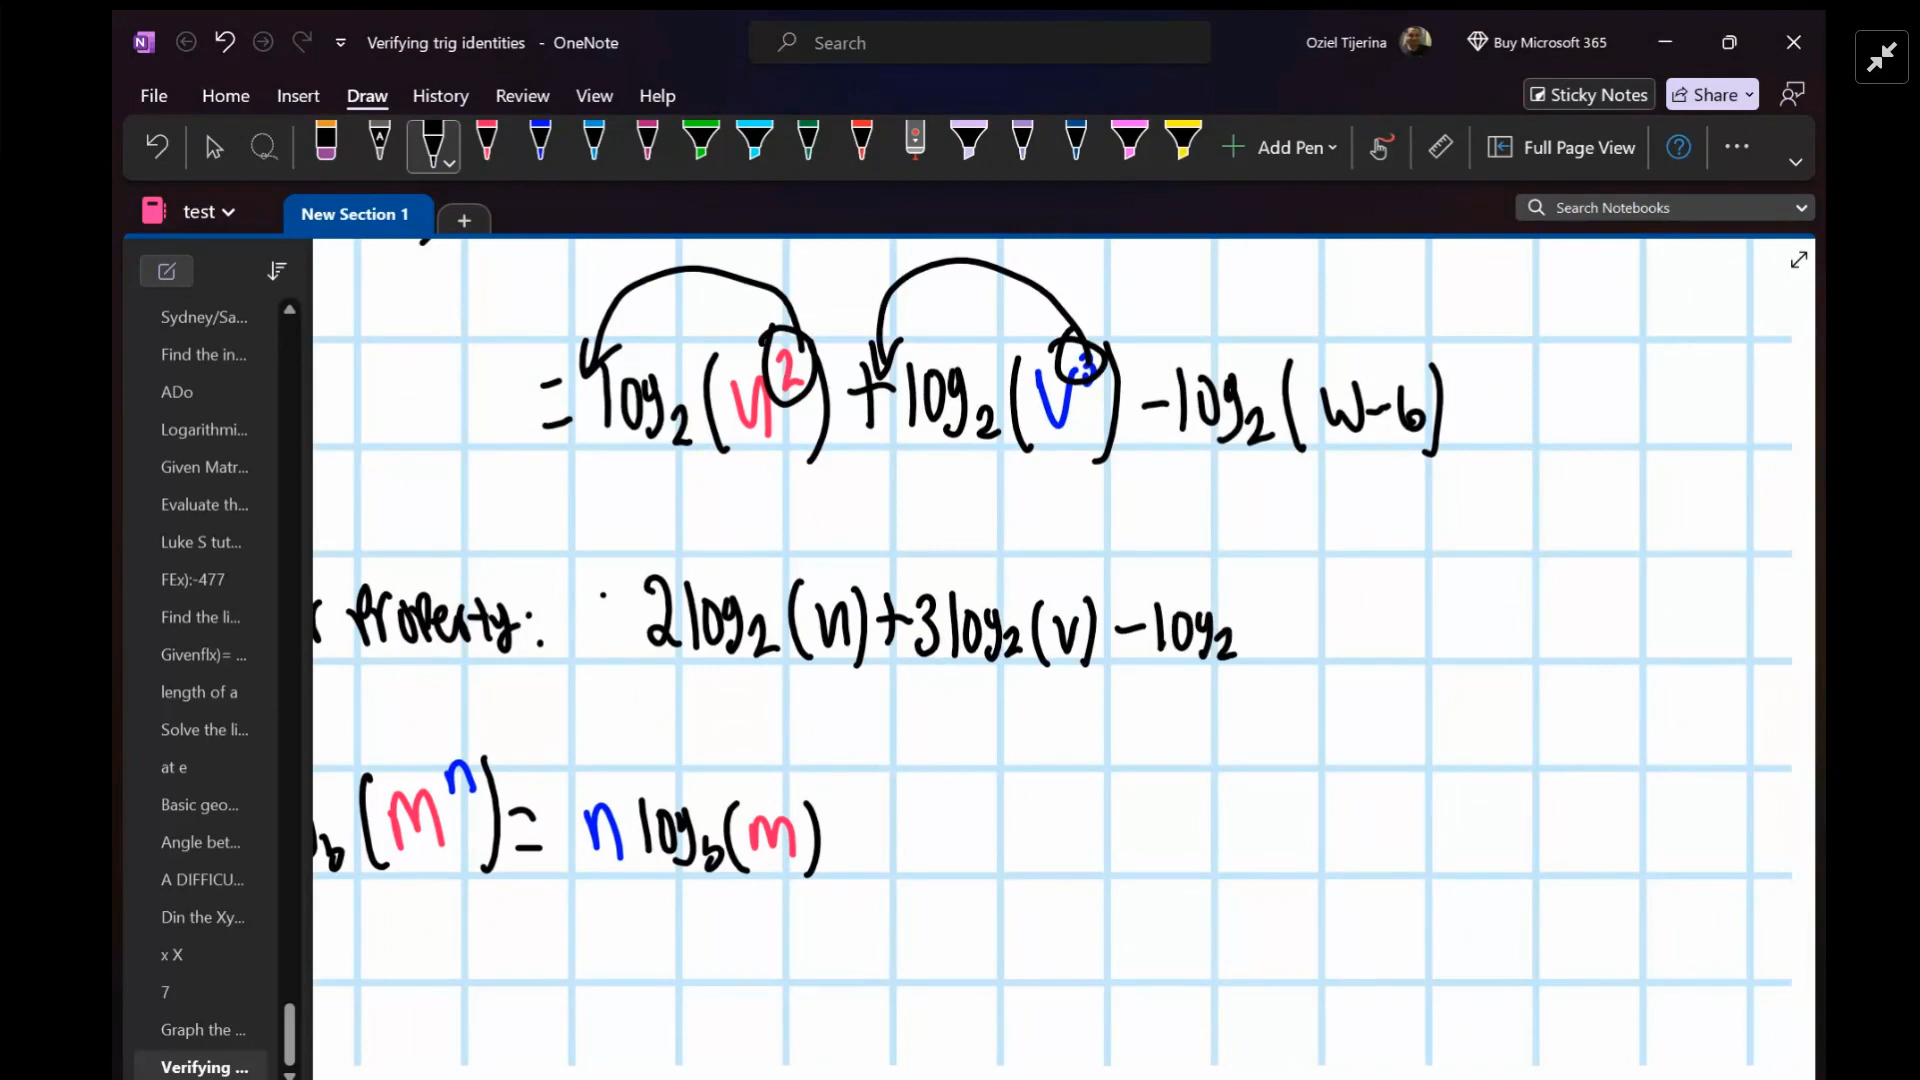 Verifying trig identities - OneNote
Search
Oziel Tijerina
Buy Microsoft 365
File Home Insert Draw History Review View Help
Sticky Notes
Share
Add Pen
Full Page View
test
New Section 1
Search Notebooks
Sydney/Sa...
Find the in...
ADo
Logarithmi...
Given Matr...
Evaluate th...
Luke S tut...
FEx):-477
Find the li...
Givenflx)= ...
length of a
Solve the li...
at e
Basic geo...
Angle bet...
A DIFFICU...
Din the Xy...
x X
7
Graph the ...
Verifying ...
= log₂(u²) + log₂(v³) - log₂(w-6)
r Property: 2log₂(u)+3log₂(v) - log₂
b(mⁿ) = n log_b(m)